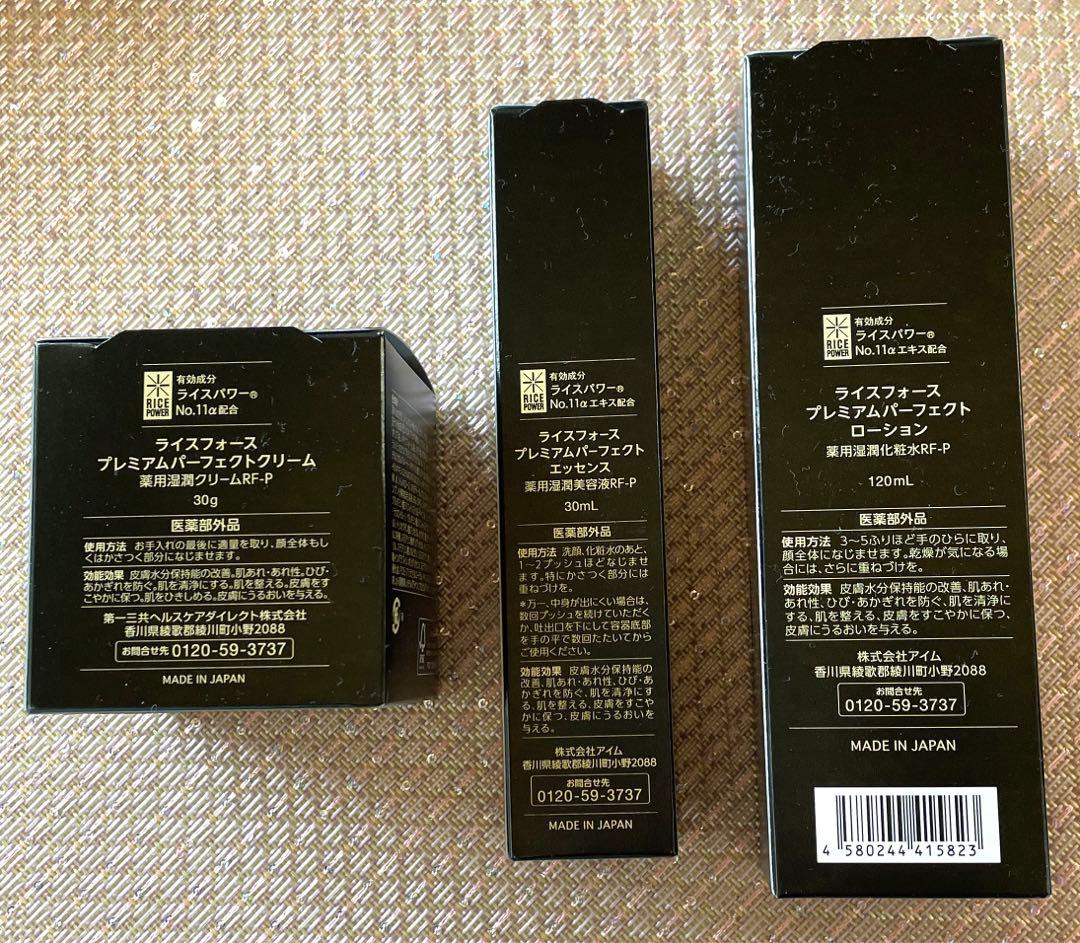 RICE
POWER
有効成分
ライスパワー®
No.11α配合
ライスフォース
プレミアムパーフェクトクリーム
薬用湿潤クリームRF-P
30g
医薬部外品
使用方法 お手入れの最後に適量を取り、顔全体もし
くはかさつく部分になじませます。
効能効果 皮膚水分保持能の改善。肌あれ・あれ性。ひび・
あかぎれを防ぐ。肌を清浄にする。肌を整える。皮膚をす
こやかに保つ。肌をひきしめる。皮膚にうるおいを与える。
第一三共ヘルスケアダイレクト株式会社
香川県綾歌郡綾川町小野2088
お問合せ先 0120-59-3737
MADE IN JAPAN
RICE
POWER
有効成分
ライスパワー®
No.11αエキス配合
ライスフォース
プレミアムパーフェクト
エッセンス
薬用湿潤美容液RF-P
30mL
医薬部外品
使用方法 洗顔、化粧水のあと、
1〜2プッシュほどなじませ
ます。特にかさつく部分には
重ねづけを。
*万一、中身が出にくい場合は、
数回プッシュを続けていただく
か、吐出口を下にして容器底部
を手の平で数回たたいてから
ご使用ください。
効能効果 皮膚水分保持能の
改善、肌あれ・あれ性、ひび・あ
かぎれを防ぐ、肌を清浄にす
る、肌を整える、皮膚をすこや
かに保つ、皮膚にうるおいを
与える。
株式会社アイム
香川県綾歌郡綾川町小野2088
お問合せ先
0120-59-3737
MADE IN JAPAN
RICE
POWER
有効成分
ライスパワー®
No.11αエキス配合
ライスフォース
プレミアムパーフェクト
ローション
薬用湿潤化粧水RF-P
120mL
医薬部外品
使用方法 3〜5ふりほど手のひらに取り、
顔全体になじませます。乾燥が気になる場
合には、さらに重ねづけを。
効能効果 皮膚水分保持能の改善、肌あれ・
あれ性、ひび・あかぎれを防ぐ、肌を清浄に
する、肌を整える、皮膚をすこやかに保つ、
皮膚にうるおいを与える。
株式会社アイム
香川県綾歌郡綾川町小野2088
お問合せ先
0120-59-3737
MADE IN JAPAN
4 580244 415823